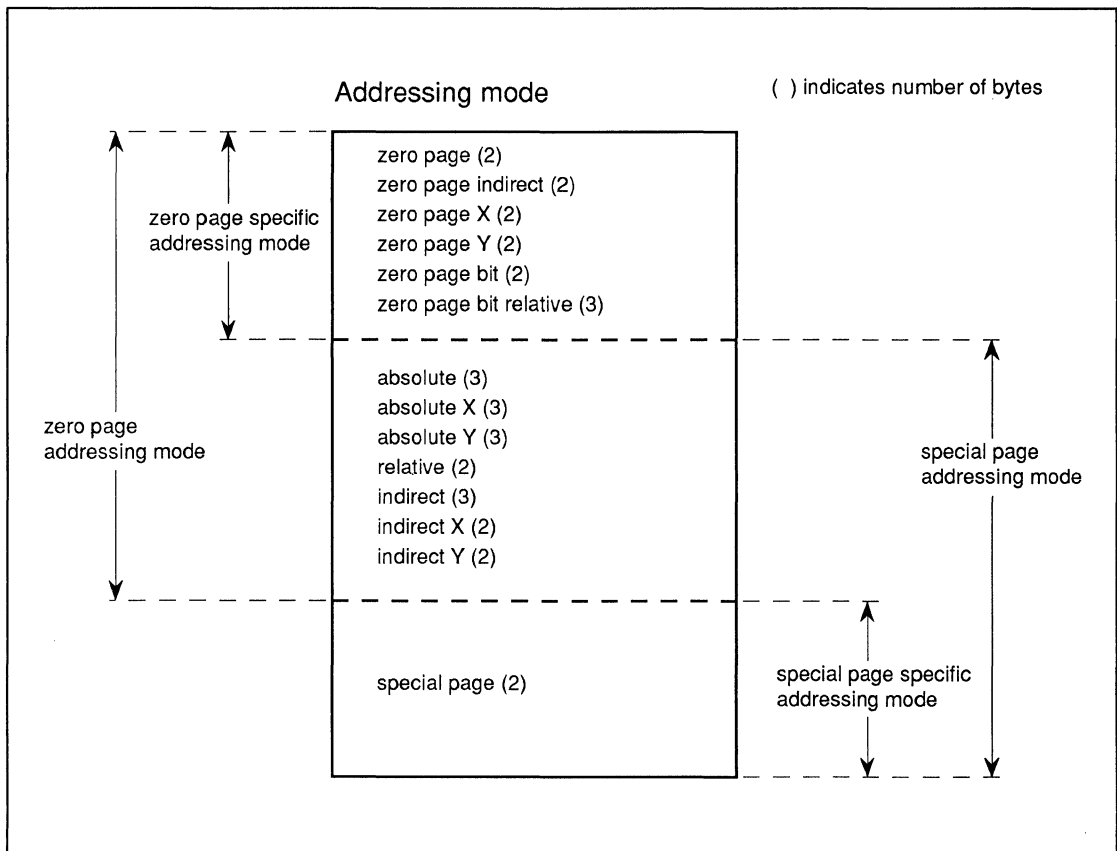 Addressing mode
( ) indicates number of bytes
zero page (2)
zero page indirect (2)
zero page X (2)
zero page Y (2)
zero page bit (2)
zero page bit relative (3)
zero page specific
addressing mode
absolute (3)
absolute X (3)
absolute Y (3)
relative (2)
indirect (3)
indirect X (2)
indirect Y (2)
zero page
addressing mode
special page
addressing mode
special page (2)
special page specific
addressing mode